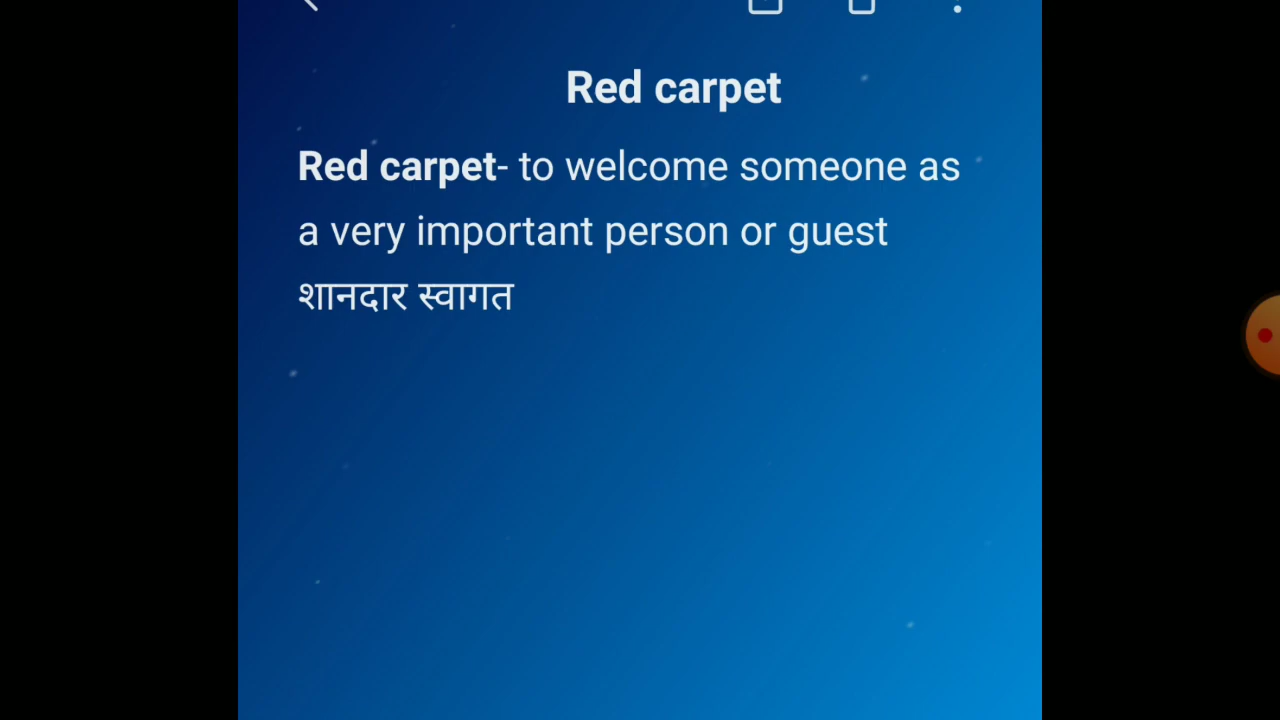 Red carpet
Red carpet- to welcome someone as
a very important person or guest
शानदार स्वागत